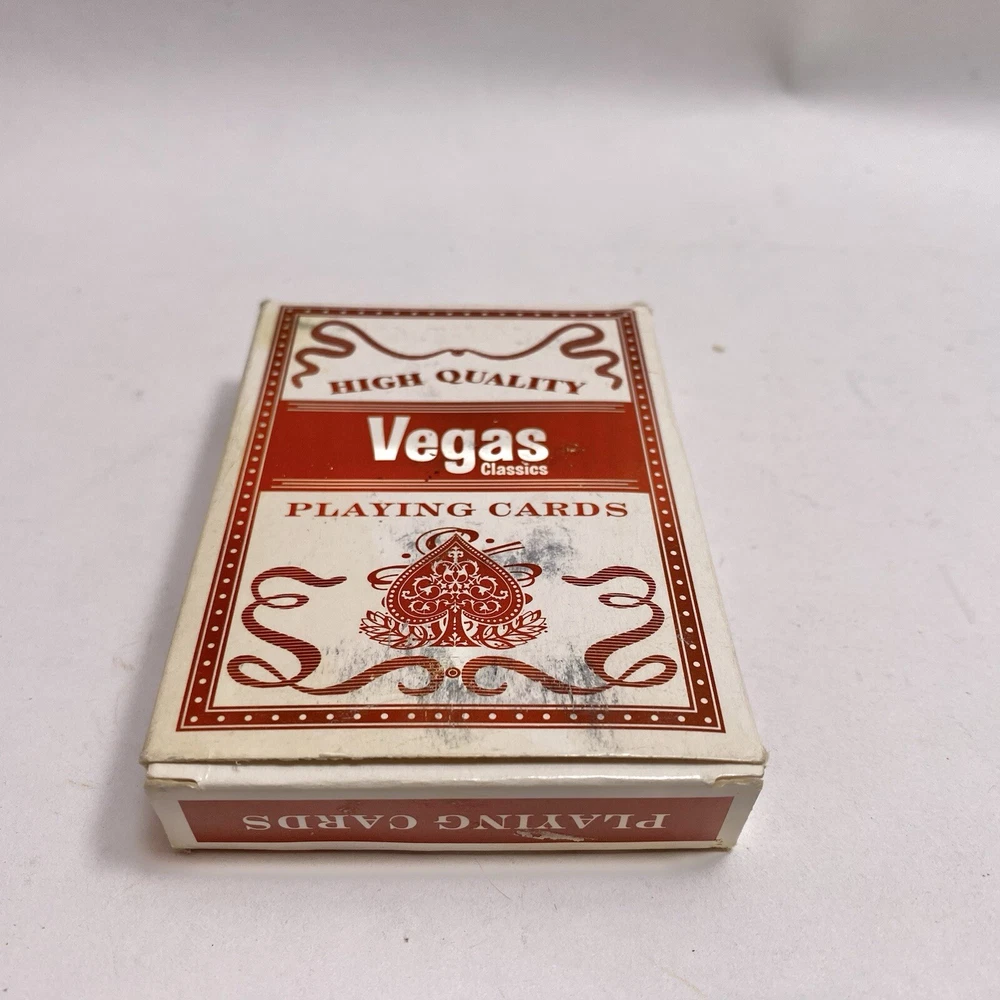 HIGH QUALITY
Vegas
Classics
PLAYING CARDS
PLAYING CARDS